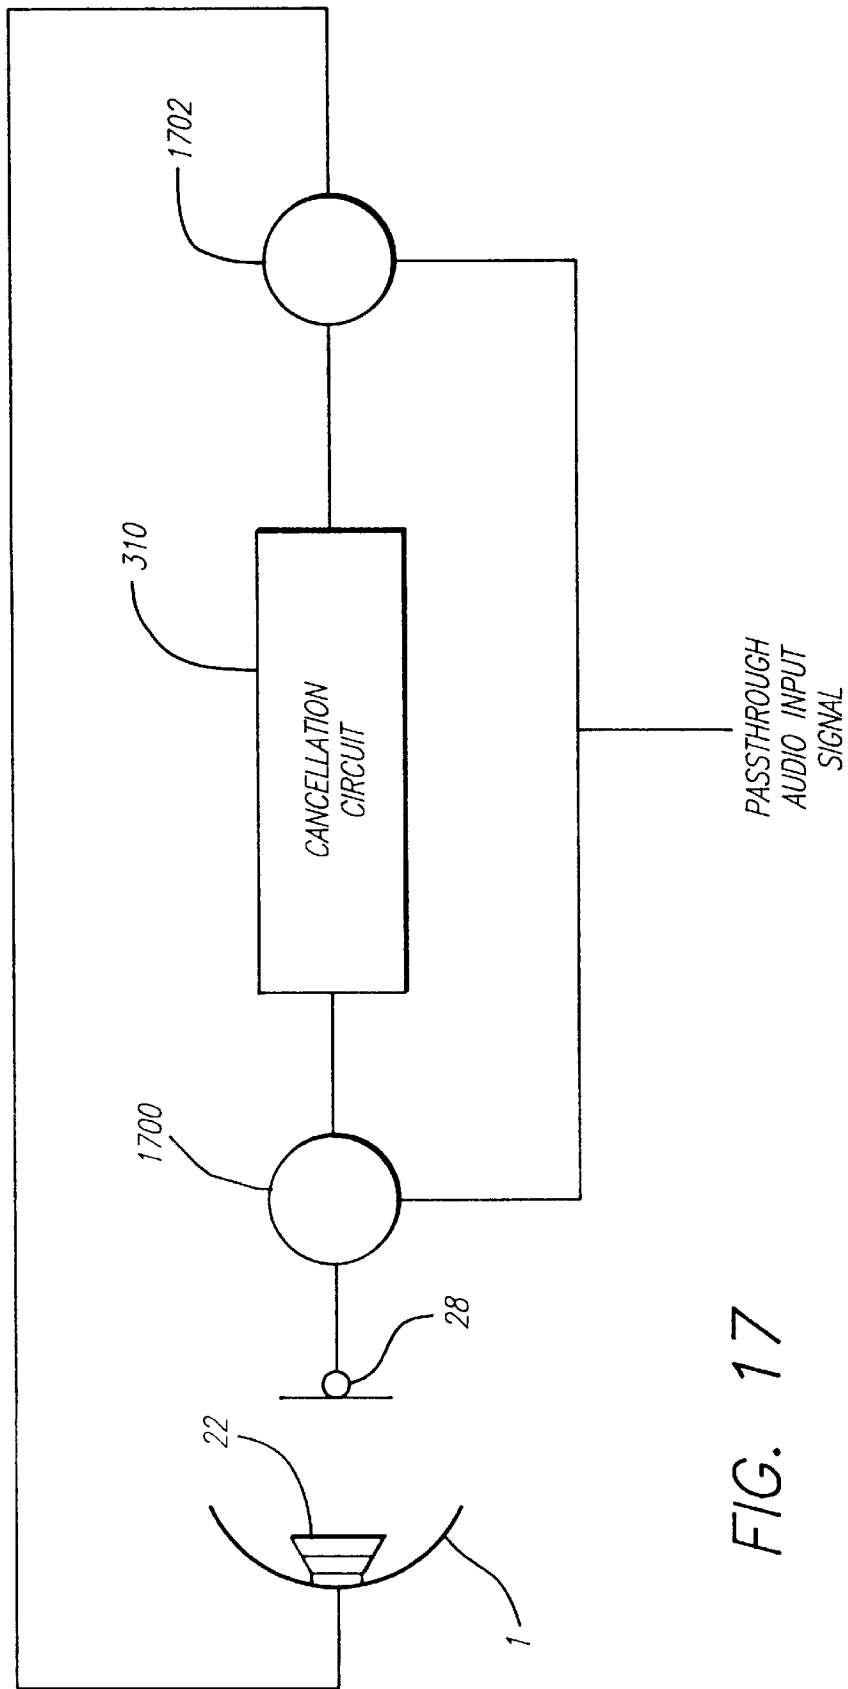 1702
310
CANCELLATION
CIRCUIT
1700
28
22
1
PASSTHROUGH
AUDIO INPUT
SIGNAL
FIG. 17